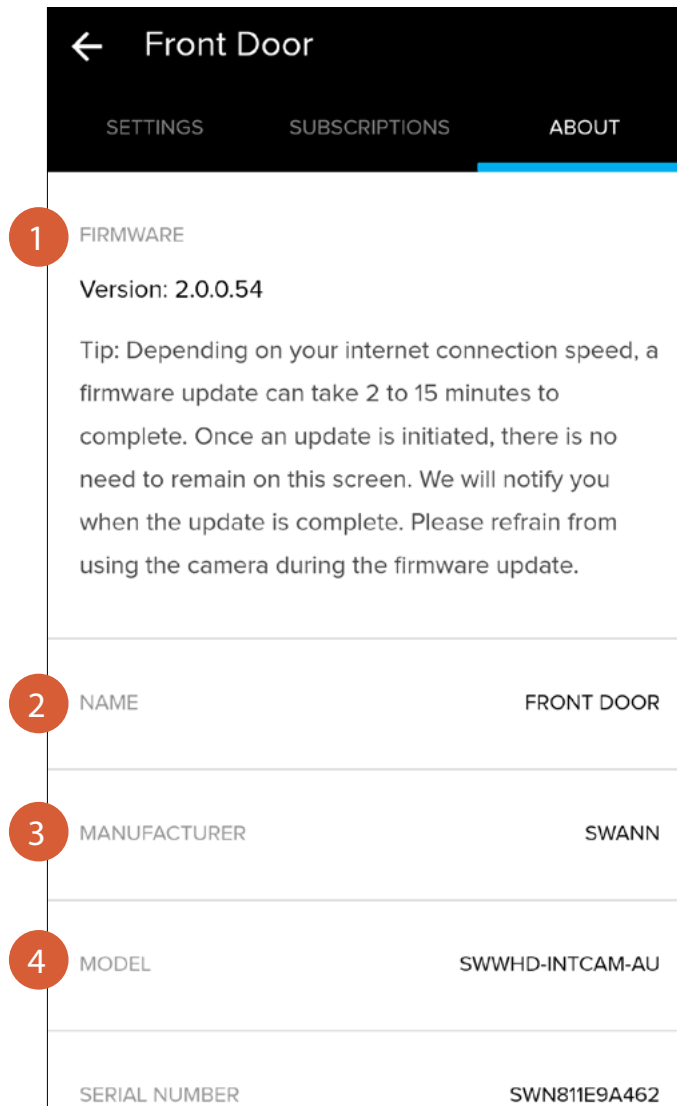 Front Door
SETTINGS SUBSCRIPTIONS ABOUT
1 FIRMWARE
Version: 2.0.0.54
Tip: Depending on your internet connection speed, a
firmware update can take 2 to 15 minutes to
complete. Once an update is initiated, there is no
need to remain on this screen. We will notify you
when the update is complete. Please refrain from
using the camera during the firmware update.
2 NAME FRONT DOOR
3 MANUFACTURER SWANN
4 MODEL SWWHD-INTCAM-AU
SERIAL NUMBER SWN811E9A462